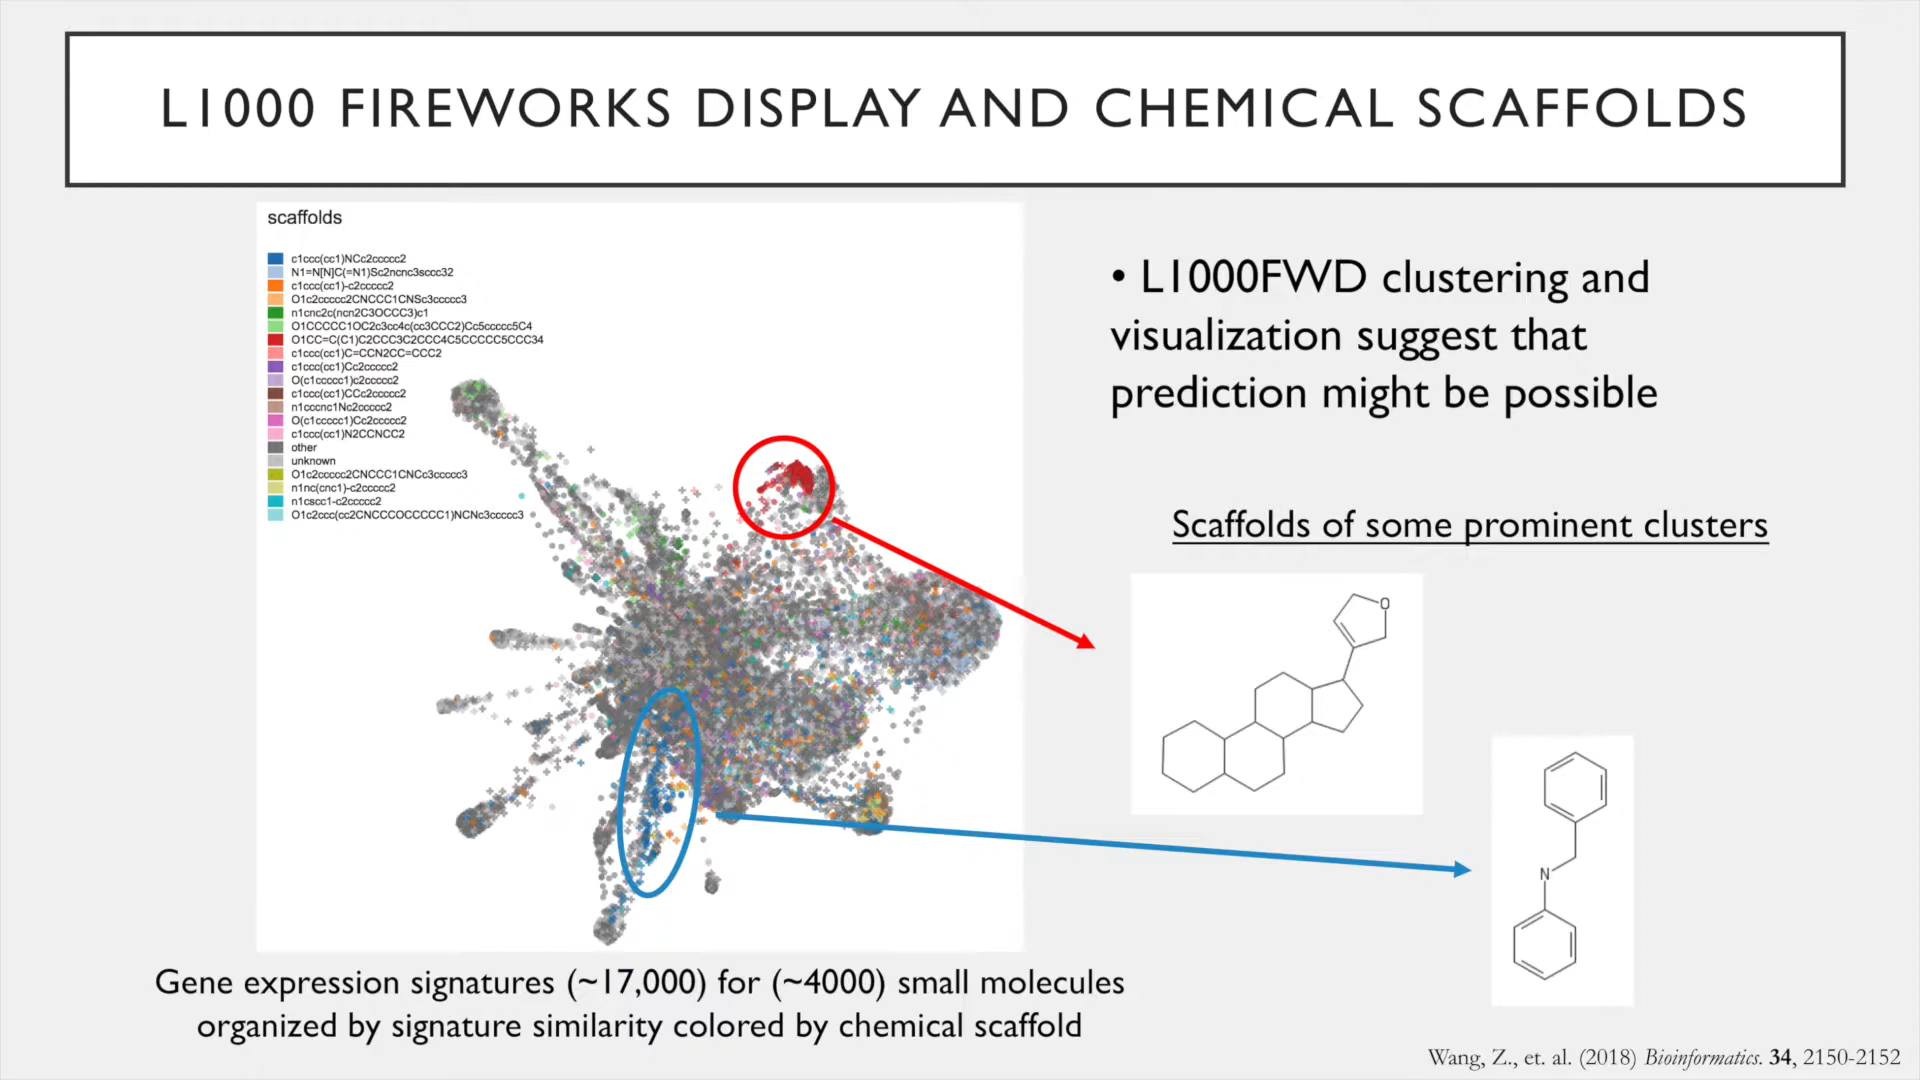 L1000 FIREWORKS DISPLAY AND CHEMICAL SCAFFOLDS
scaffolds
c1ccc(cc1)NCc2ccccc2
N1=N[N]C(=N1)Sc2ncnc3sccc32
c1ccc(cc1)-c2ccccc2
O1c2ccccc2CNCCC1CNSc3ccccc3
n1cnc2c(ncn2C3OCCC3)c1
O1CCCCC1OC2c3cc4c(cc3CCC2)Cc5ccccc5C4
O1CC=C(C1)C2CCC3C2CCC4C5CCCCC5CCC34
c1ccc(cc1)C=CCN2CC=CCC2
c1ccc(cc1)Cc2ccccc2
O(c1ccccc1)c2ccccc2
c1ccc(cc1)CCc2ccccc2
n1cccnc1Nc2ccccc2
O(c1ccccc1)Cc2ccccc2
c1ccc(cc1)N2CCNCC2
other
unknown
O1c2ccccc2CNCCC1CNCc3ccccc3
n1nc(cnc1)-c2ccccc2
n1cscc1-c2ccccc2
O1c2ccc(cc2CNCCCOCCCCC1)NCNc3ccccc3
• L1000FWD clustering and
visualization suggest that
prediction might be possible
Scaffolds of some prominent clusters
O
N
Gene expression signatures (~17,000) for (~4000) small molecules
organized by signature similarity colored by chemical scaffold
Wang, Z., et. al. (2018) Bioinformatics. 34, 2150-2152